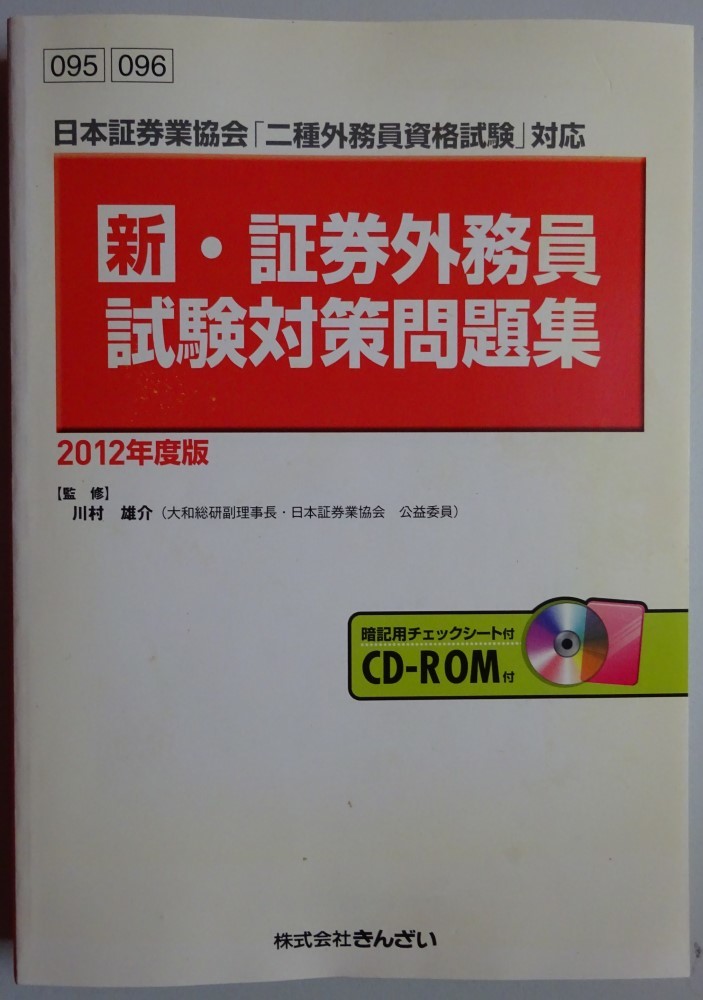 095 096
日本証券業協会「二種外務員資格試験」対応
新・証券外務員
試験対策問題集
2012年度版
【監 修】
川村 雄介（大和総研副理事長・日本証券業協会 公益委員）
暗記用チェックシート付
CD-ROM付
株式会社きんざい